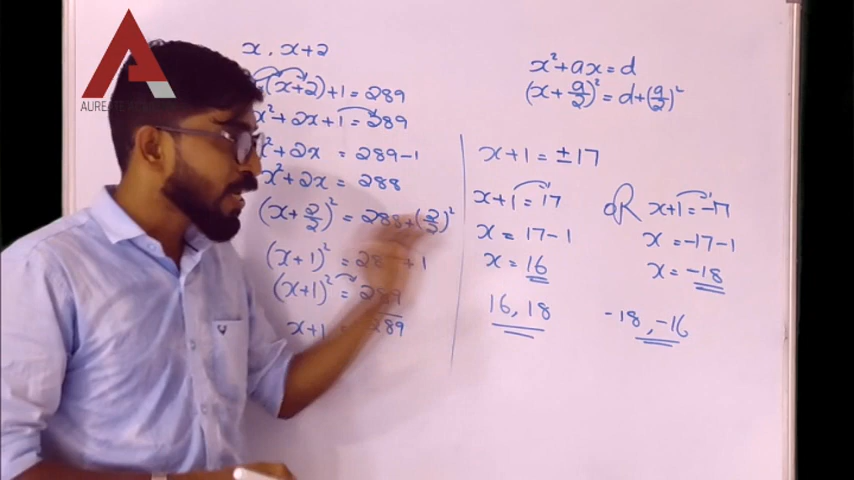 x, x+2
(x+2)+1=289
x²+2x+1=289
x²+2x = 289-1
x²+2x = 288
(x+2/2)² = 288+(2/2)²
(x+1)² = 28 +1
(x+1)² = 289
x+1 = 289
x²+ax=d
(x+a/2)²=d+(a/2)²
x+1=±17
x+1=17
x= 17-1
x= 16
16, 18
OR
x+1=-17
x=-17-1
x=-18
-18, -16